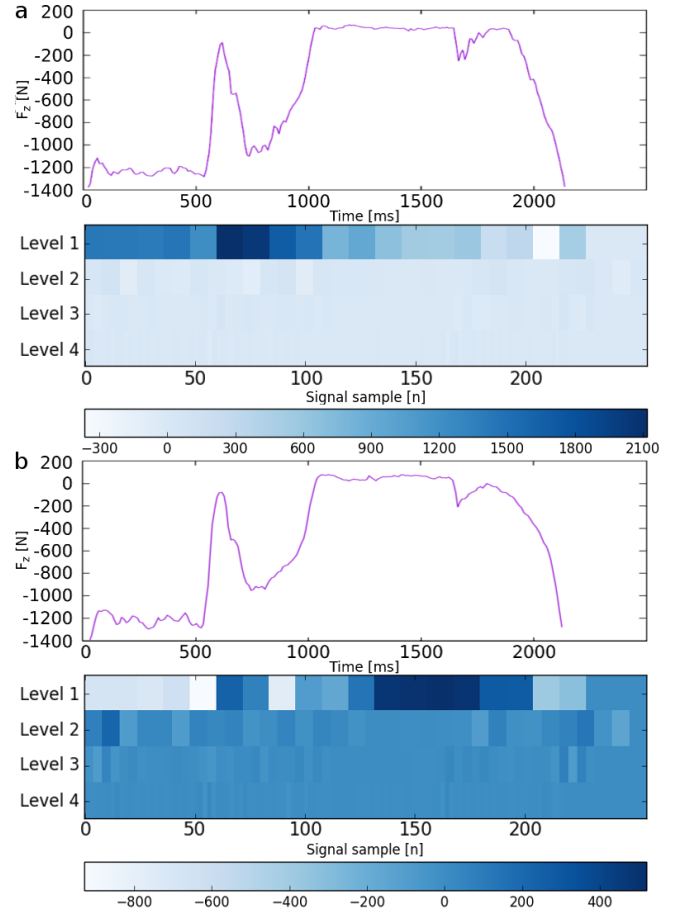 a
200
0
-200
-400
-600
-800
-1000
-1200
-1400
Fz [N]
0 500 1000 1500 2000
Time [ms]
Level 1
Level 2
Level 3
Level 4
0 50 100 150 200
Signal sample [n]
−300 0 300 600 900 1200 1500 1800 2100
b
200
0
-200
-400
-600
-800
-1000
-1200
-1400
Fz [N]
0 500 1000 1500 2000
Time [ms]
Level 1
Level 2
Level 3
Level 4
0 50 100 150 200
Signal sample [n]
−800 −600 −400 −200 0 200 400